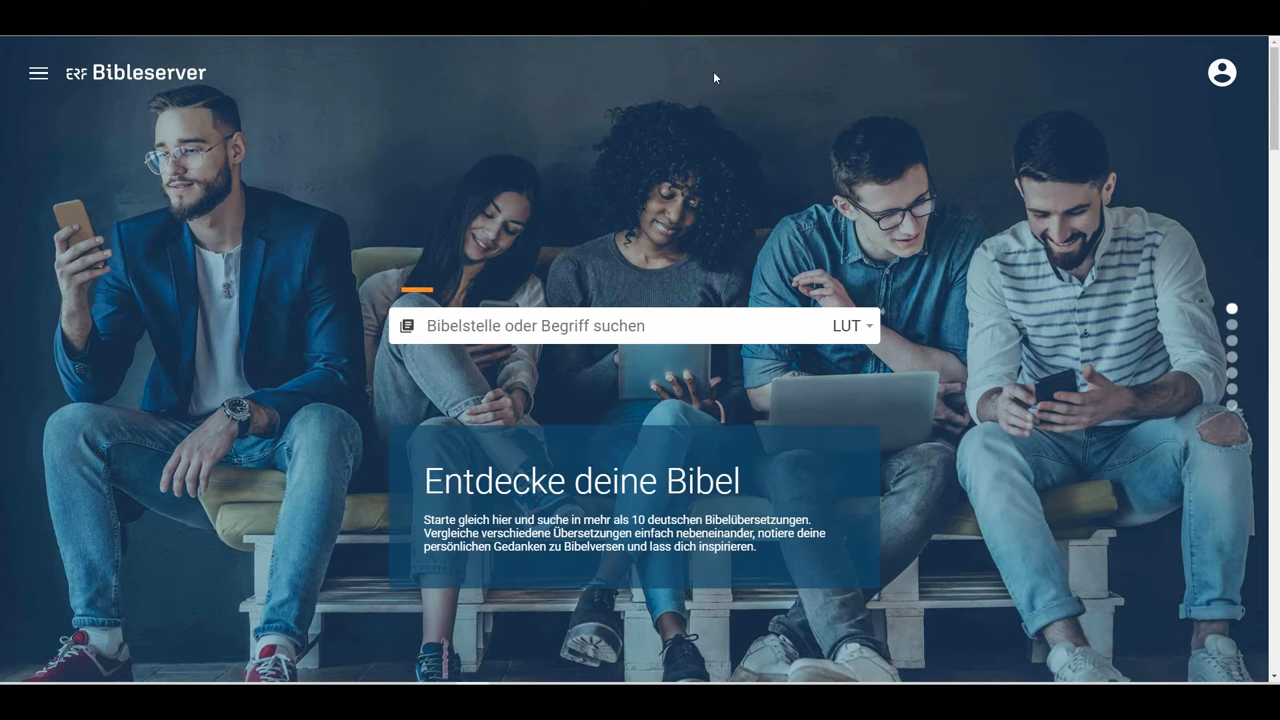 ERF Bibleserver
Bibelstelle oder Begriff suchen LUT
Entdecke deine Bibel
Starte gleich hier und suche in mehr als 10 deutschen Bibelübersetzungen.
Vergleiche verschiedene Übersetzungen einfach nebeneinander, notiere deine
persönlichen Gedanken zu Bibelversen und lass dich inspirieren.